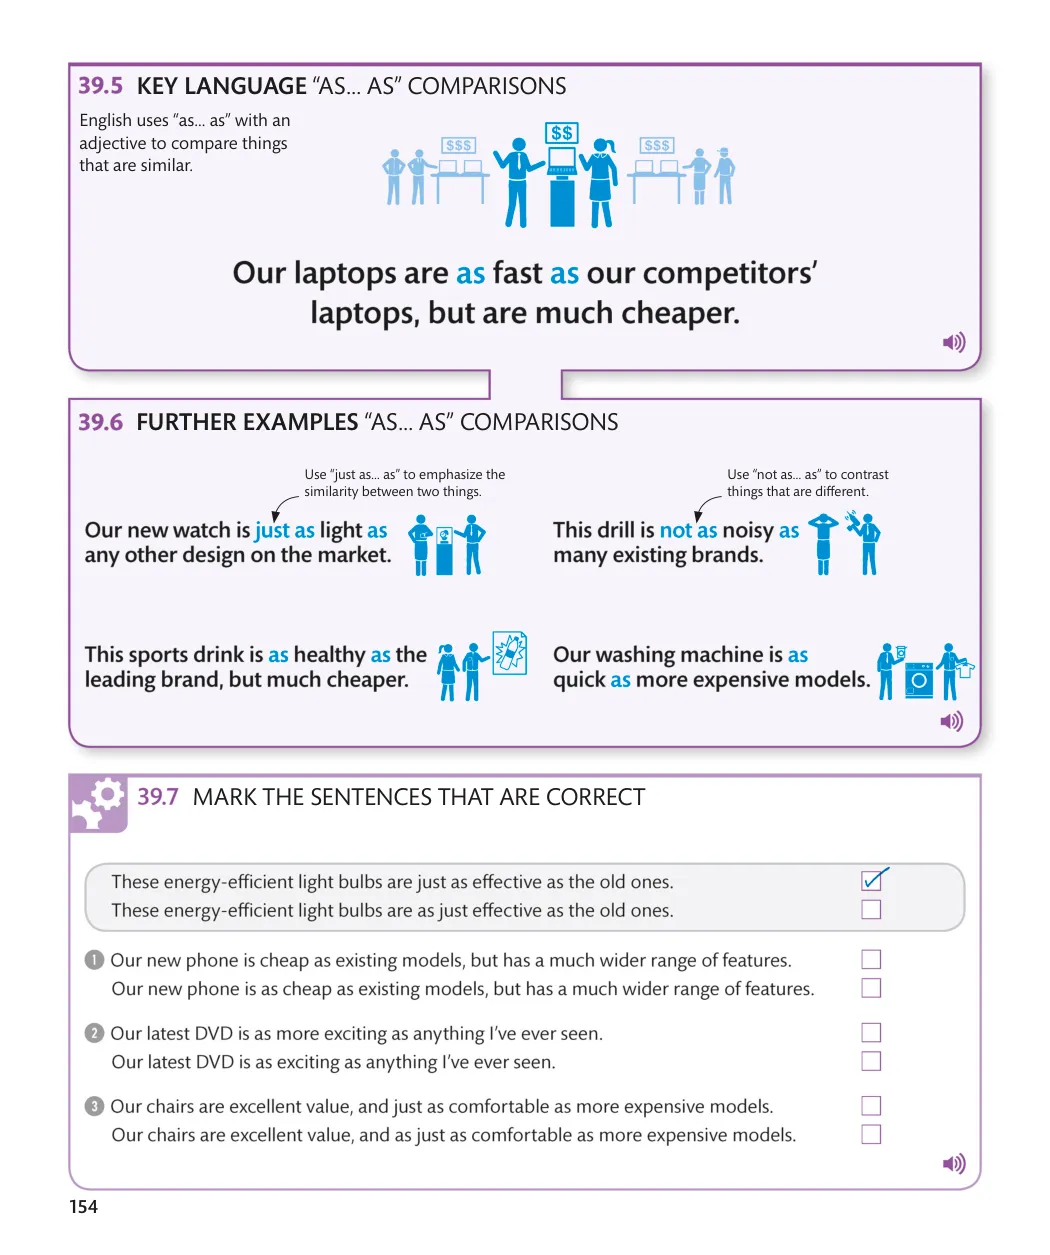 39.5 KEY LANGUAGE “AS... AS” COMPARISONS
English uses “as... as” with an
adjective to compare things
that are similar.
$$$
$$
$$$
Our laptops are as fast as our competitors’
laptops, but are much cheaper.
39.6 FURTHER EXAMPLES “AS... AS” COMPARISONS
Use “just as... as” to emphasize the
similarity between two things.
Our new watch is just as light as
any other design on the market.
Use “not as... as” to contrast
things that are different.
This drill is not as noisy as
many existing brands.
This sports drink is as healthy as the
leading brand, but much cheaper.
Our washing machine is as
quick as more expensive models.
39.7 MARK THE SENTENCES THAT ARE CORRECT
These energy-efficient light bulbs are just as effective as the old ones.
These energy-efficient light bulbs are as just effective as the old ones.
1 Our new phone is cheap as existing models, but has a much wider range of features.
Our new phone is as cheap as existing models, but has a much wider range of features.
2 Our latest DVD is as more exciting as anything I’ve ever seen.
Our latest DVD is as exciting as anything I’ve ever seen.
3 Our chairs are excellent value, and just as comfortable as more expensive models.
Our chairs are excellent value, and as just as comfortable as more expensive models.
154